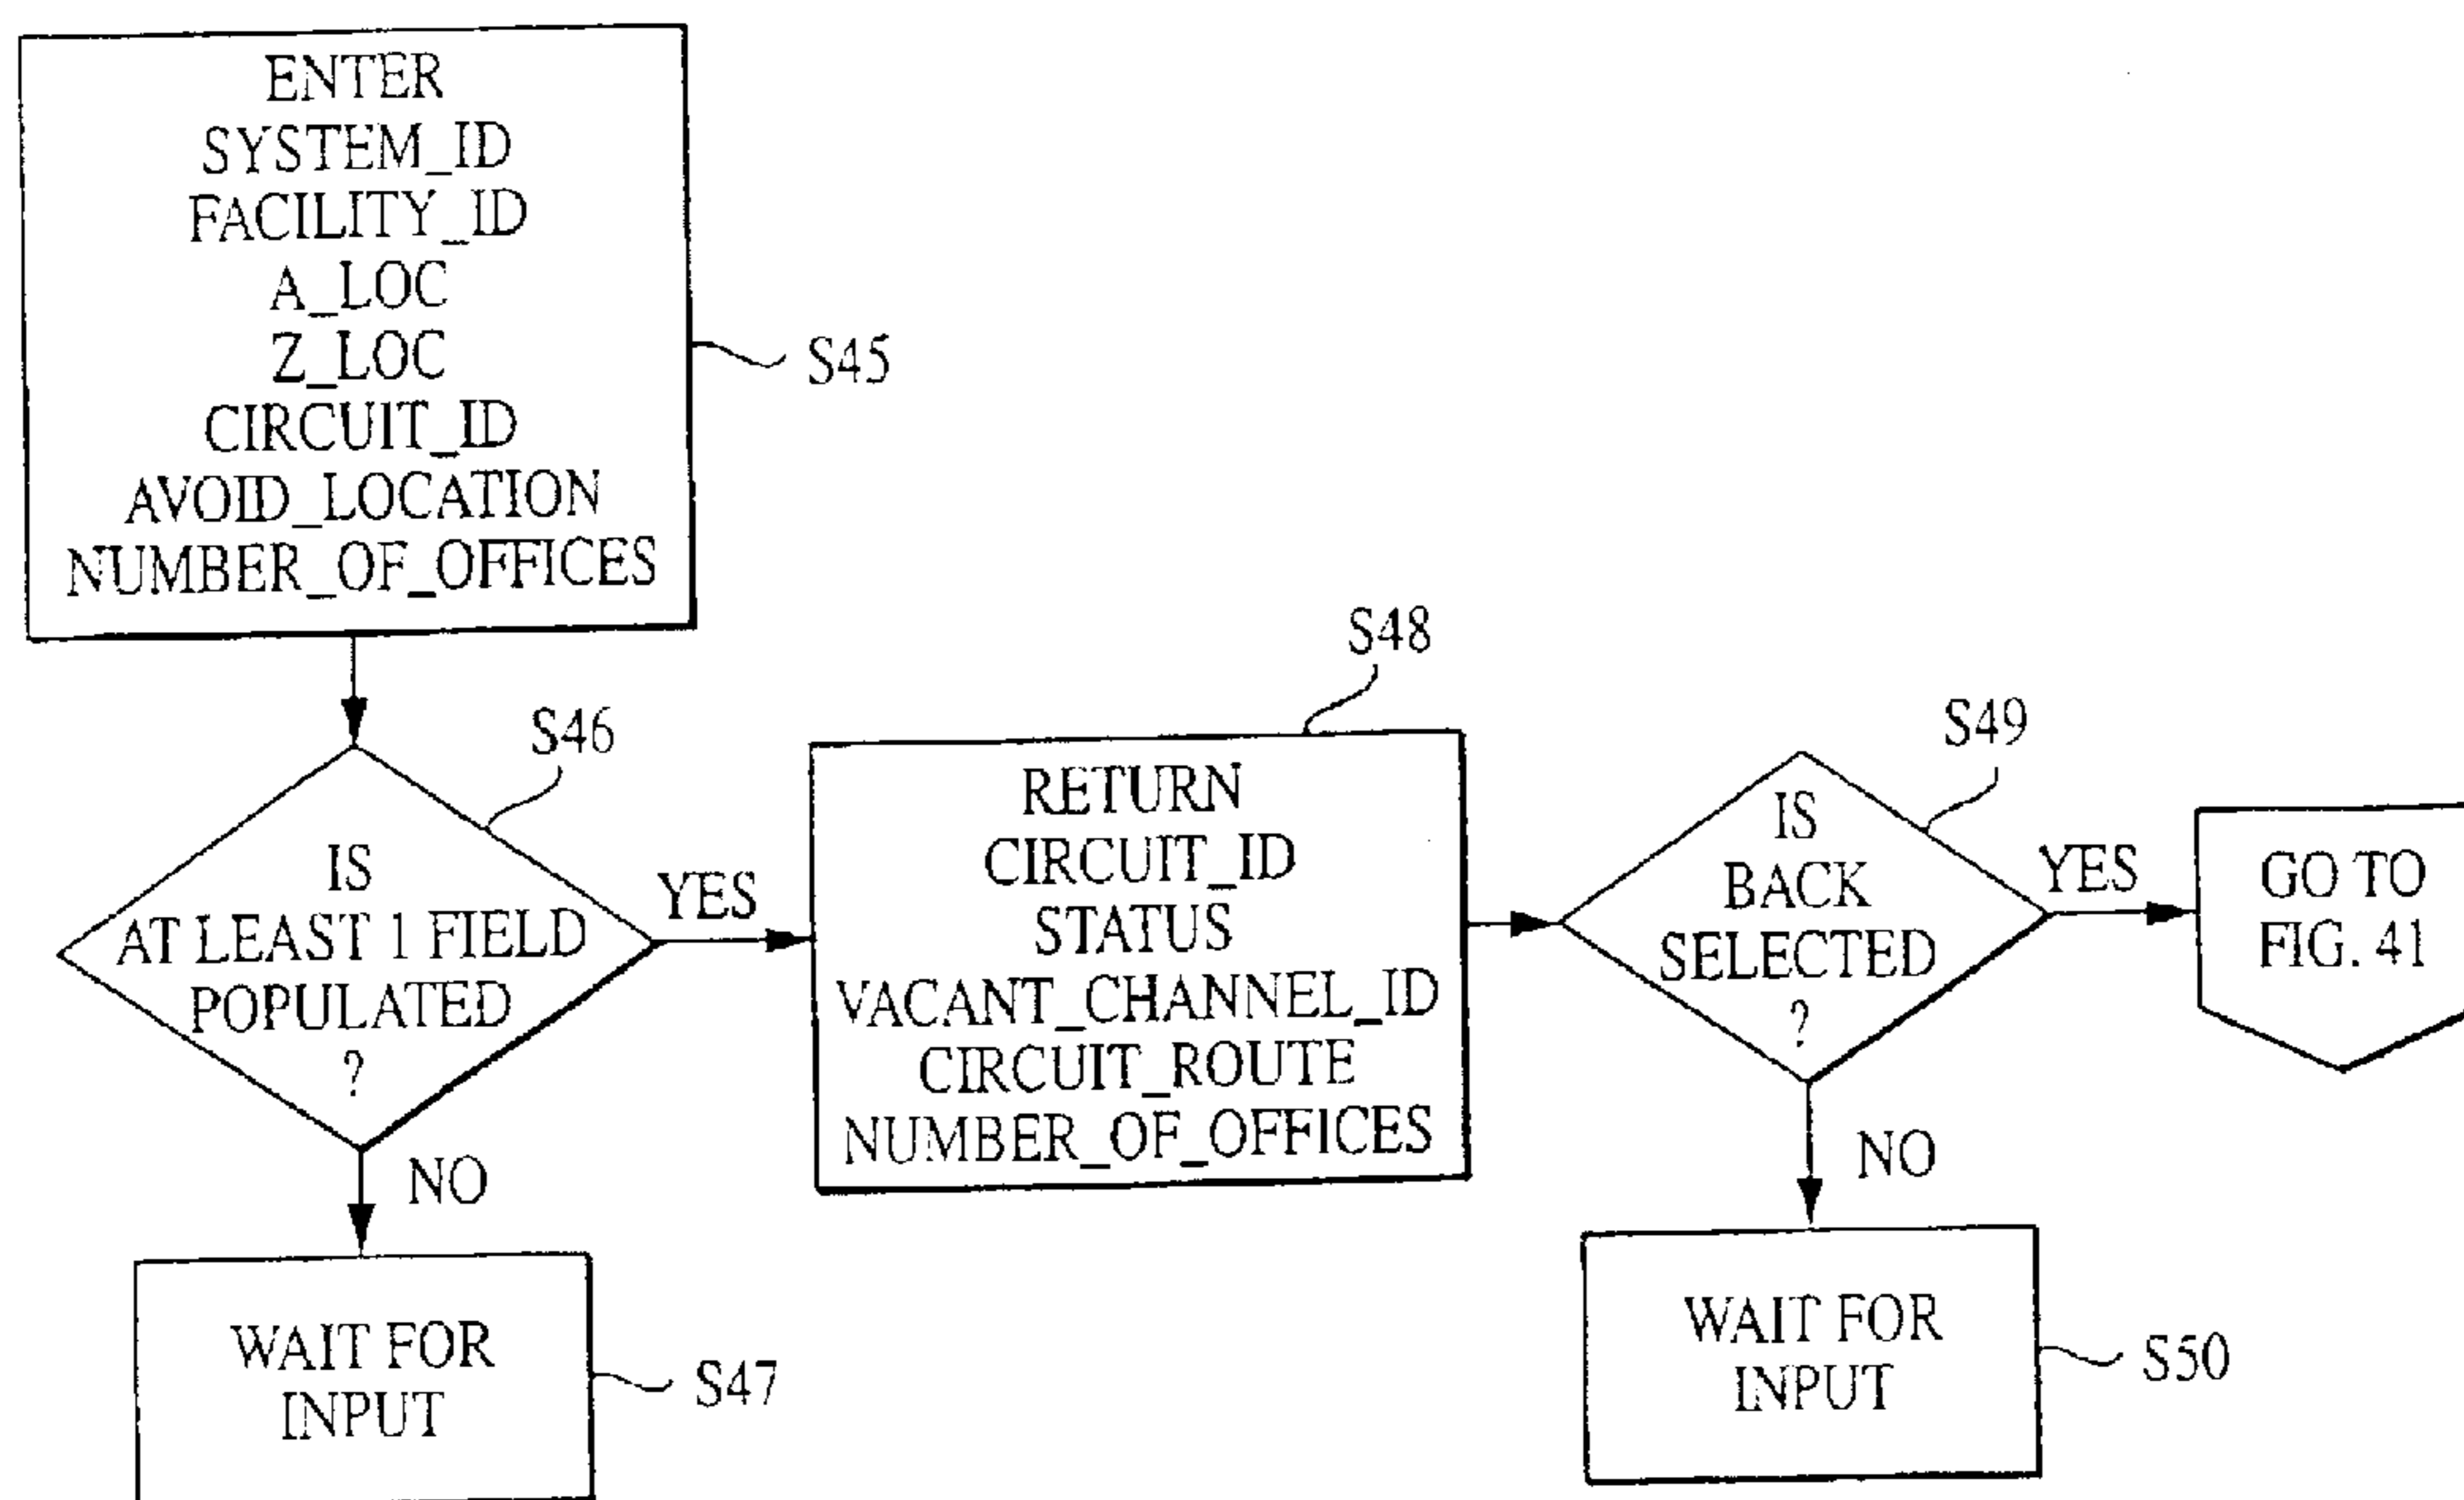 ENTER
SYSTEM_ID
FACILITY_ID
A_LOC
Z_LOC
CIRCUIT_ID
AVOID_LOCATION
NUMBER_OF_OFFICES
S45
IS
AT LEAST 1 FIELD
POPULATED
?
S46
YES
NO
WAIT FOR
INPUT
S47
S48
RETURN
CIRCUIT_ID
STATUS
VACANT_CHANNEL_ID
CIRCUIT_ROUTE
NUMBER_OF_OFFICES
S49
IS
BACK
SELECTED
?
YES
GO TO
FIG. 41
NO
WAIT FOR
INPUT
S50